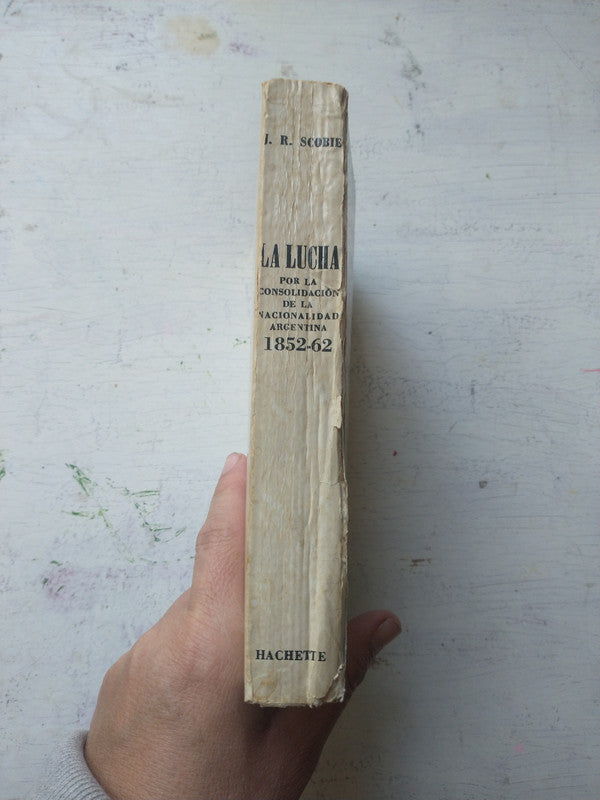 J. R. SCOBIE
LA LUCHA
POR LA
CONSOLIDACIÓN
DE LA
NACIONALIDAD
ARGENTINA
1852-62
HACHETTE